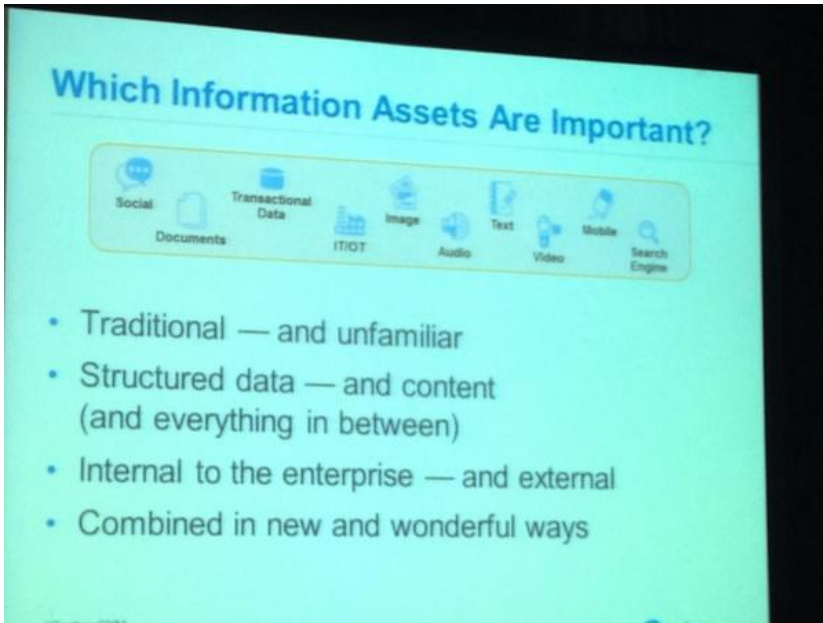 Which Information Assets Are Important?
Social
Documents
Transactional
Data
IT/OT
Image
Audio
Text
Video
Mobile
Search
Engine
• Traditional — and unfamiliar
• Structured data — and content
(and everything in between)
• Internal to the enterprise — and external
• Combined in new and wonderful ways